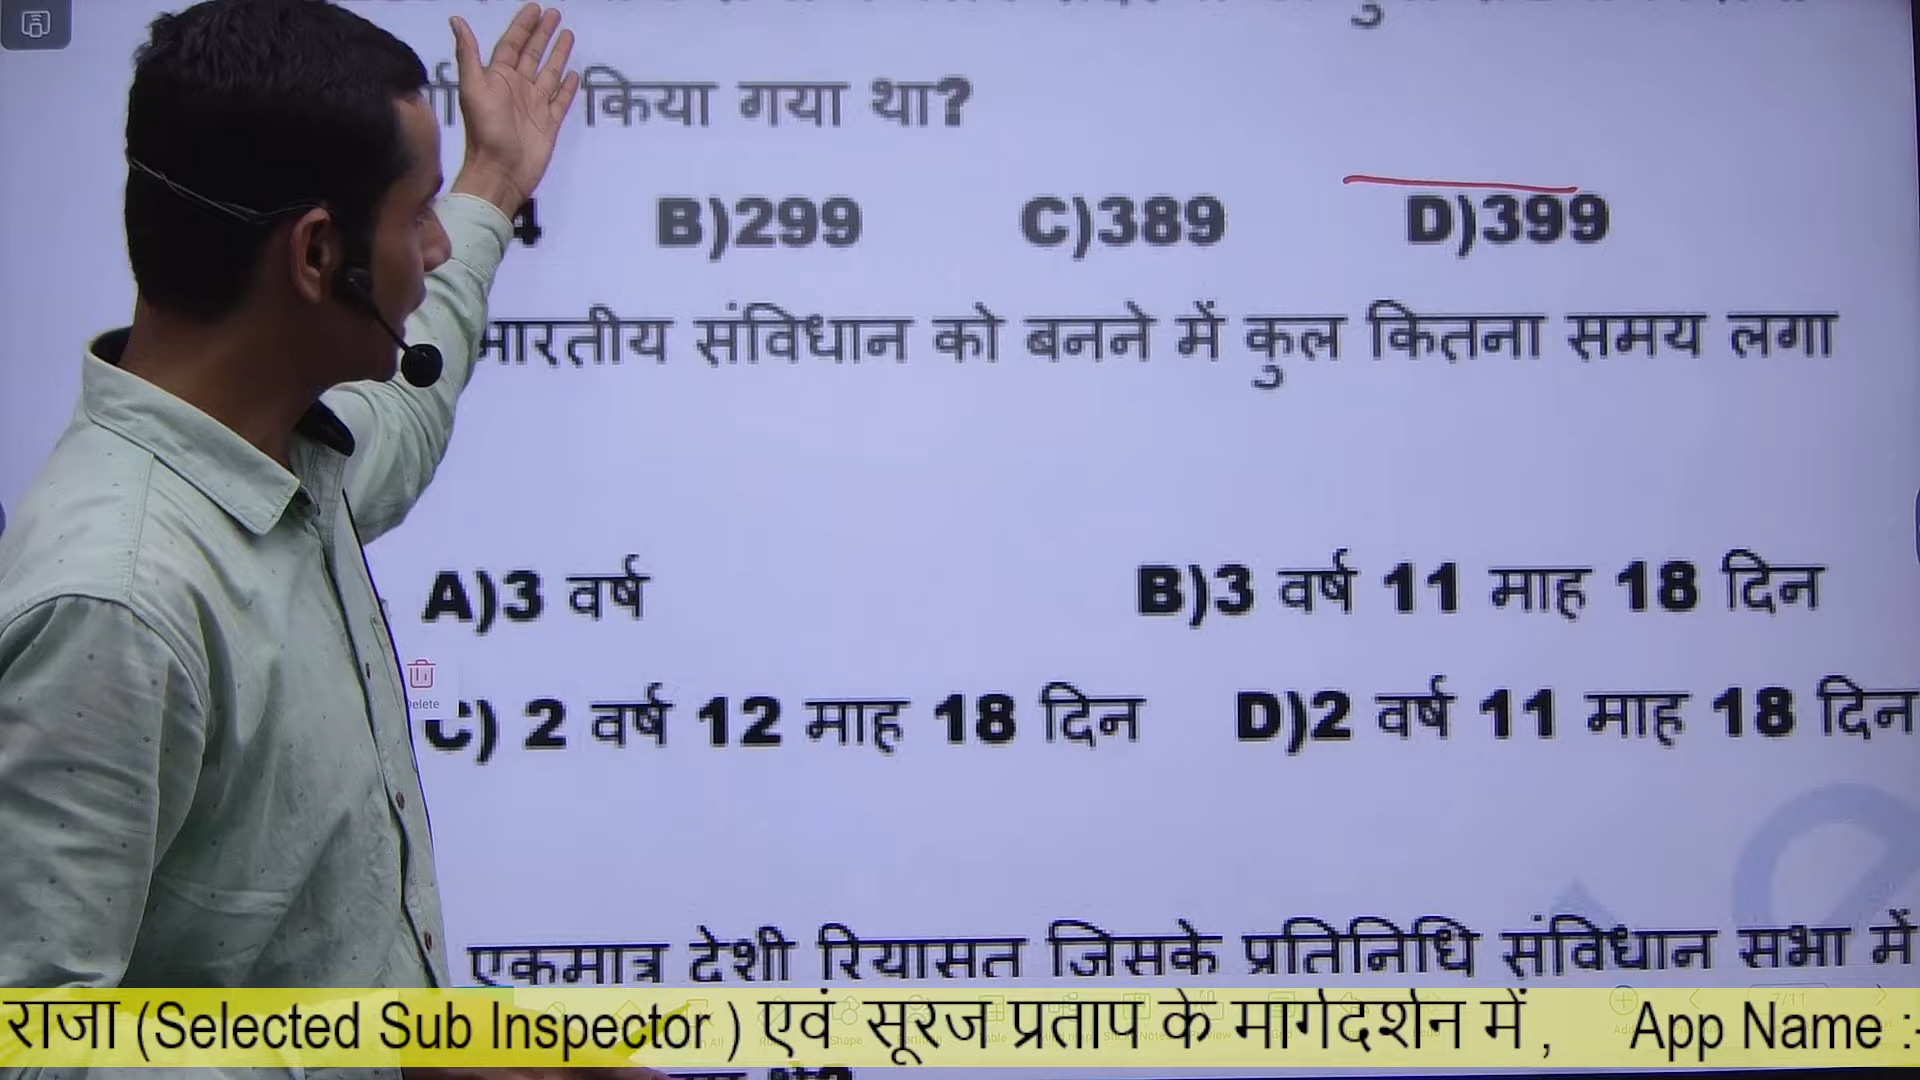 किया गया था?
4 B)299 C)389 D)399
भारतीय संविधान को बनने में कुल कितना समय लगा
A)3 वर्ष B)3 वर्ष 11 माह 18 दिन
C) 2 वर्ष 12 माह 18 दिन D)2 वर्ष 11 माह 18 दिन
एकमात्र देशी रियासत जिसके प्रतिनिधि संविधान सभा में
राजा (Selected Sub Inspector ) एवं सूरज प्रताप के मार्गदर्शन में , App Name :-